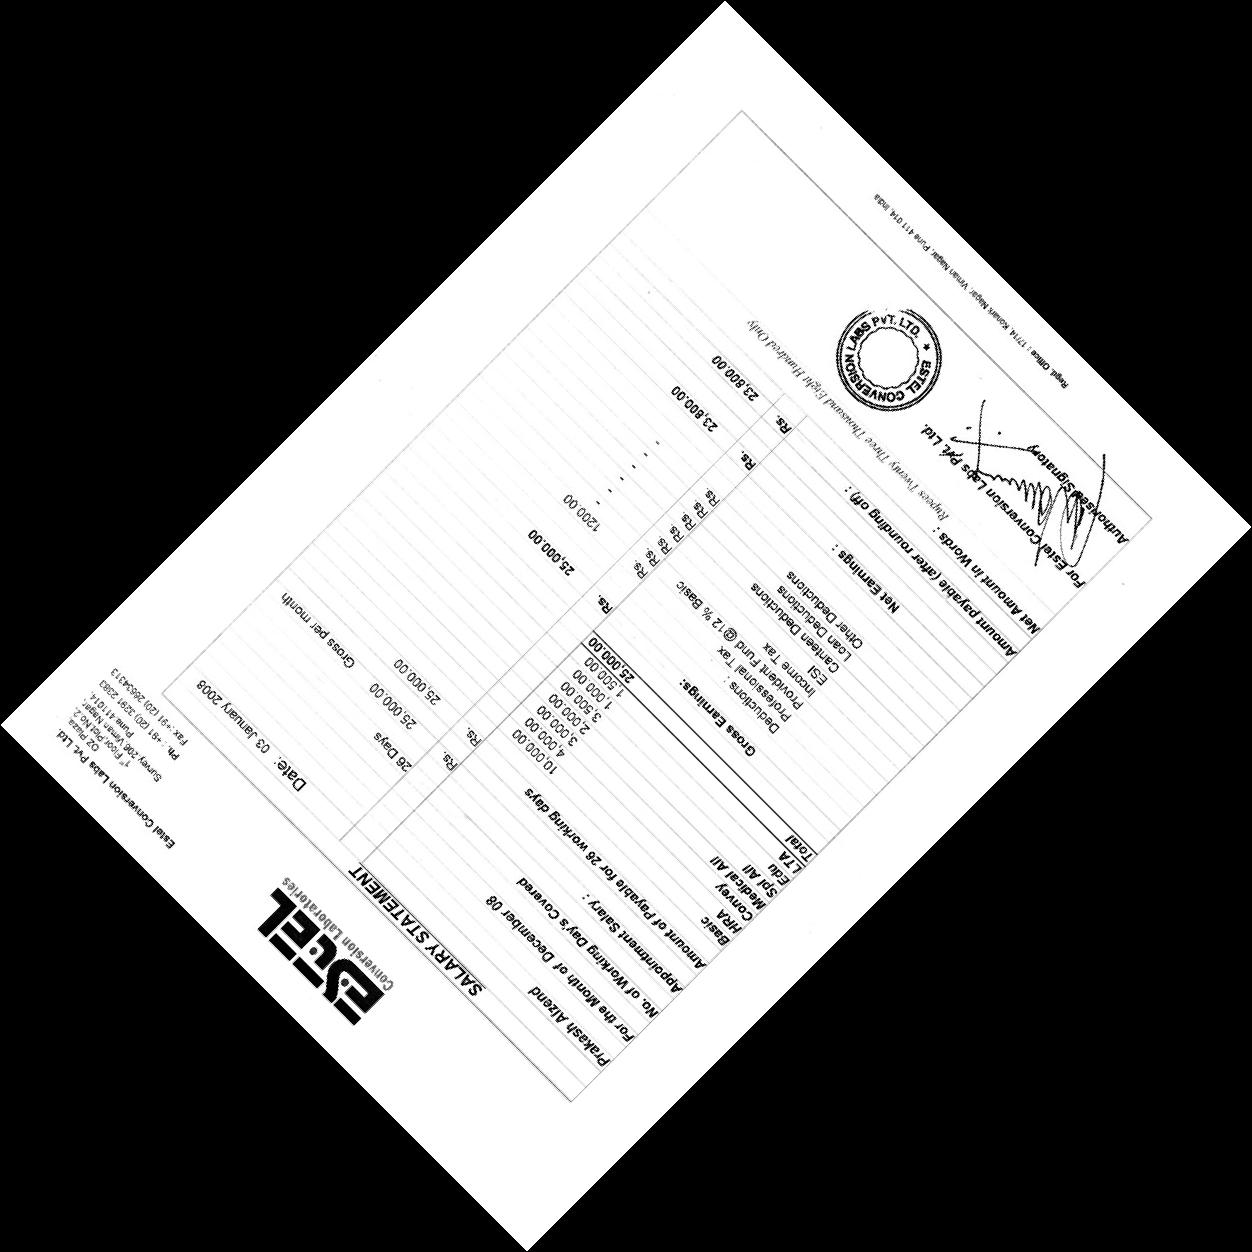 ESTEL
Conversion Laboratories
Estel Conversion Labs Pvt Ltd
OZ Plaza
1st Floor,Plot No 2,
Survey 206 Viman Nagar,
Pune 411014,
Ph. : +91 (20) 3297 2383
Fax :+91 (20) 26634313
SALARY STATEMENT
Date: 03 January 2008
Prakash Alzend
For the Month of December 08
No. of Working Day's Covered 26 Days
Appointment Salary : Rs. 25,000.00 Gross per month
Amount of Payable for 26 working days Rs. 25,000.00
Basic 10,000.00
HRA 4,000.00
Convey 3,000.00
Medical All 2,000.00
Spl All 3,500.00
Edu 1,000.00
LTA 1,500.00
Total 25,000.00
Gross Earnings: Rs. 25,000.00
Deductions :
Professional Tax Rs 1200.00
Provident Fund @12 % Basic Rs -
Income Tax Rs -
ESI Rs -
Canteen Deductions Rs -
Loan Deductions Rs -
Other Deductions
Net Earnings : Rs. 23,800.00
Amount payable (after rounding off) : Rs. 23,800.00
23,800.00
Net Amount in Words : Rupees Twenty Three Thousand Eight Hundred Only
For Estel Conversion Labs Pvt. Ltd.
Authorised Signatory
ESTEL CONVERSION LABS PVT. LTD. ★
Regd. Office : 17/14, Konark Nagar, Viman Nagar, Pune 411 014, India